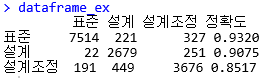 > dataframe_ex
표준 설계 설계조정 정확도
표준 7514 221 327 0.9320
설계 22 2679 251 0.9075
설계조정 191 449 3676 0.8517